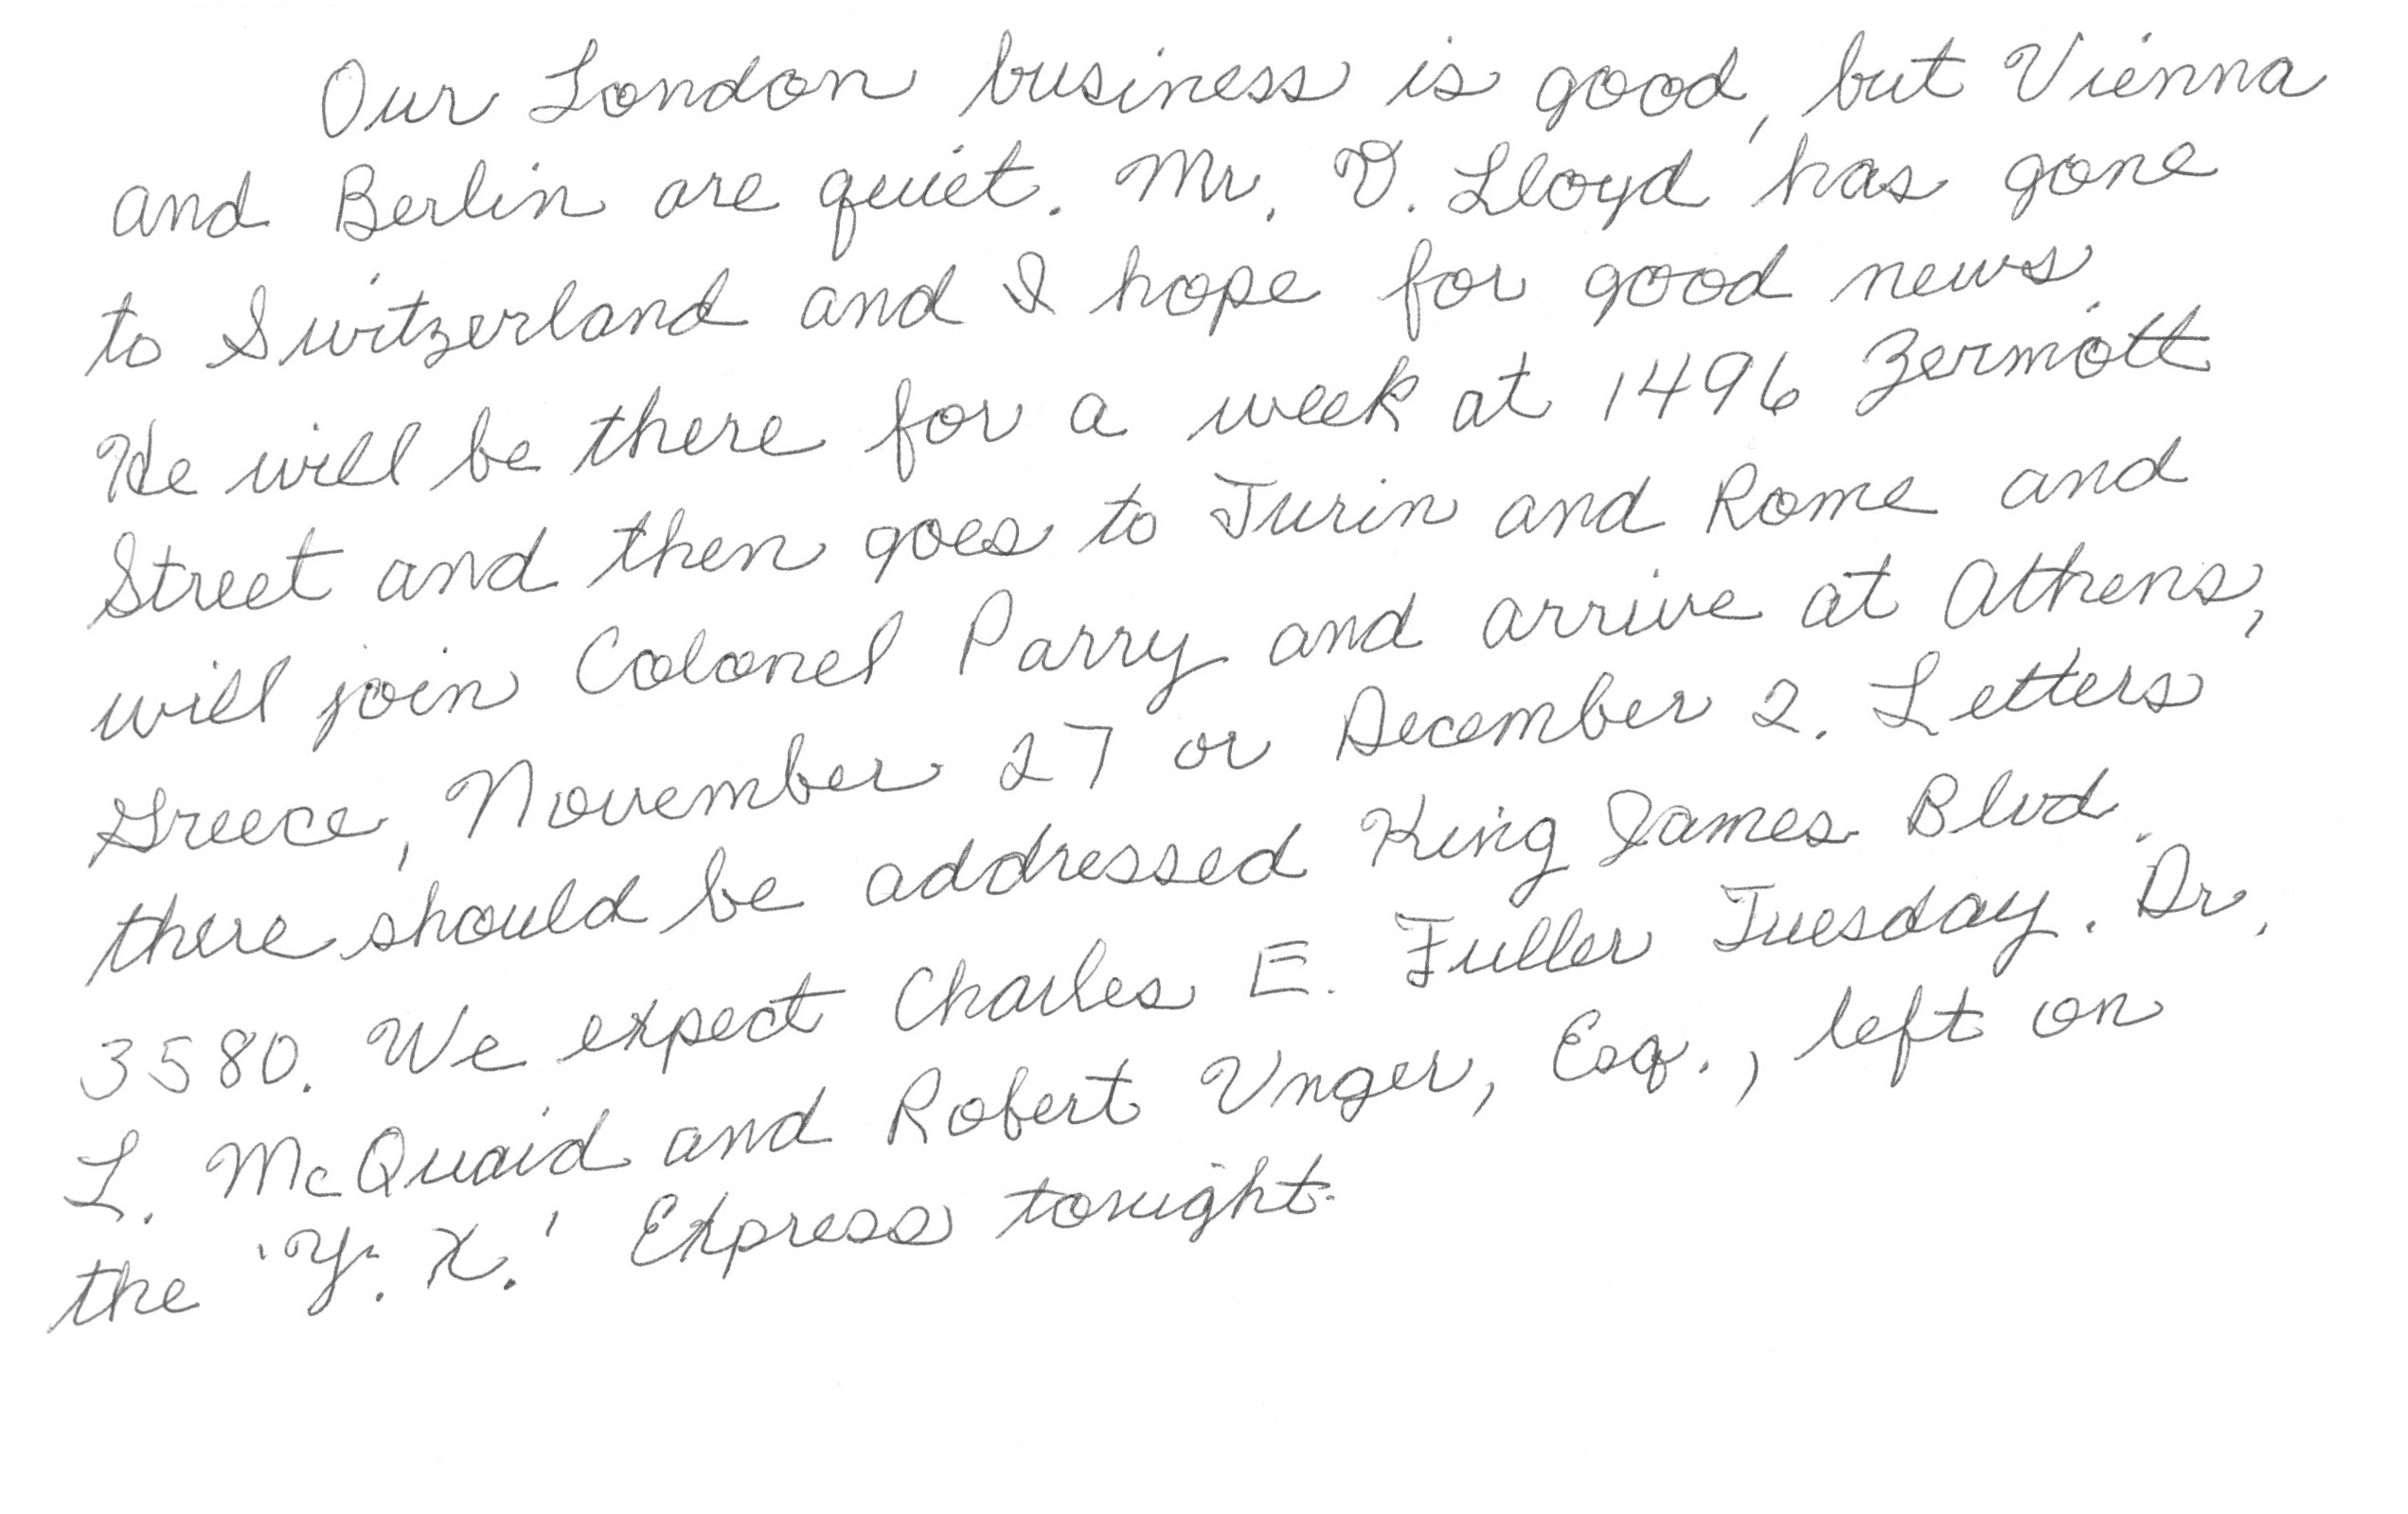 Our London business is good, but Vienna
and Berlin are quiet. Mr. D. Lloyd has gone
to Switzerland and I hope for good news.
He will be there for a week at 1496 Zermott
Street and then goes to Turin and Rome and
will join Colonel Parry and arrive at Athens,
Greece, November 27 or December 2. Letters
there should be addressed King James Blvd.
3580. We expect Charles E. Fuller Tuesday. Dr.
L. McQuaid and Robert Unger, Esq., left on
the 'Y. X.' Express tonight.